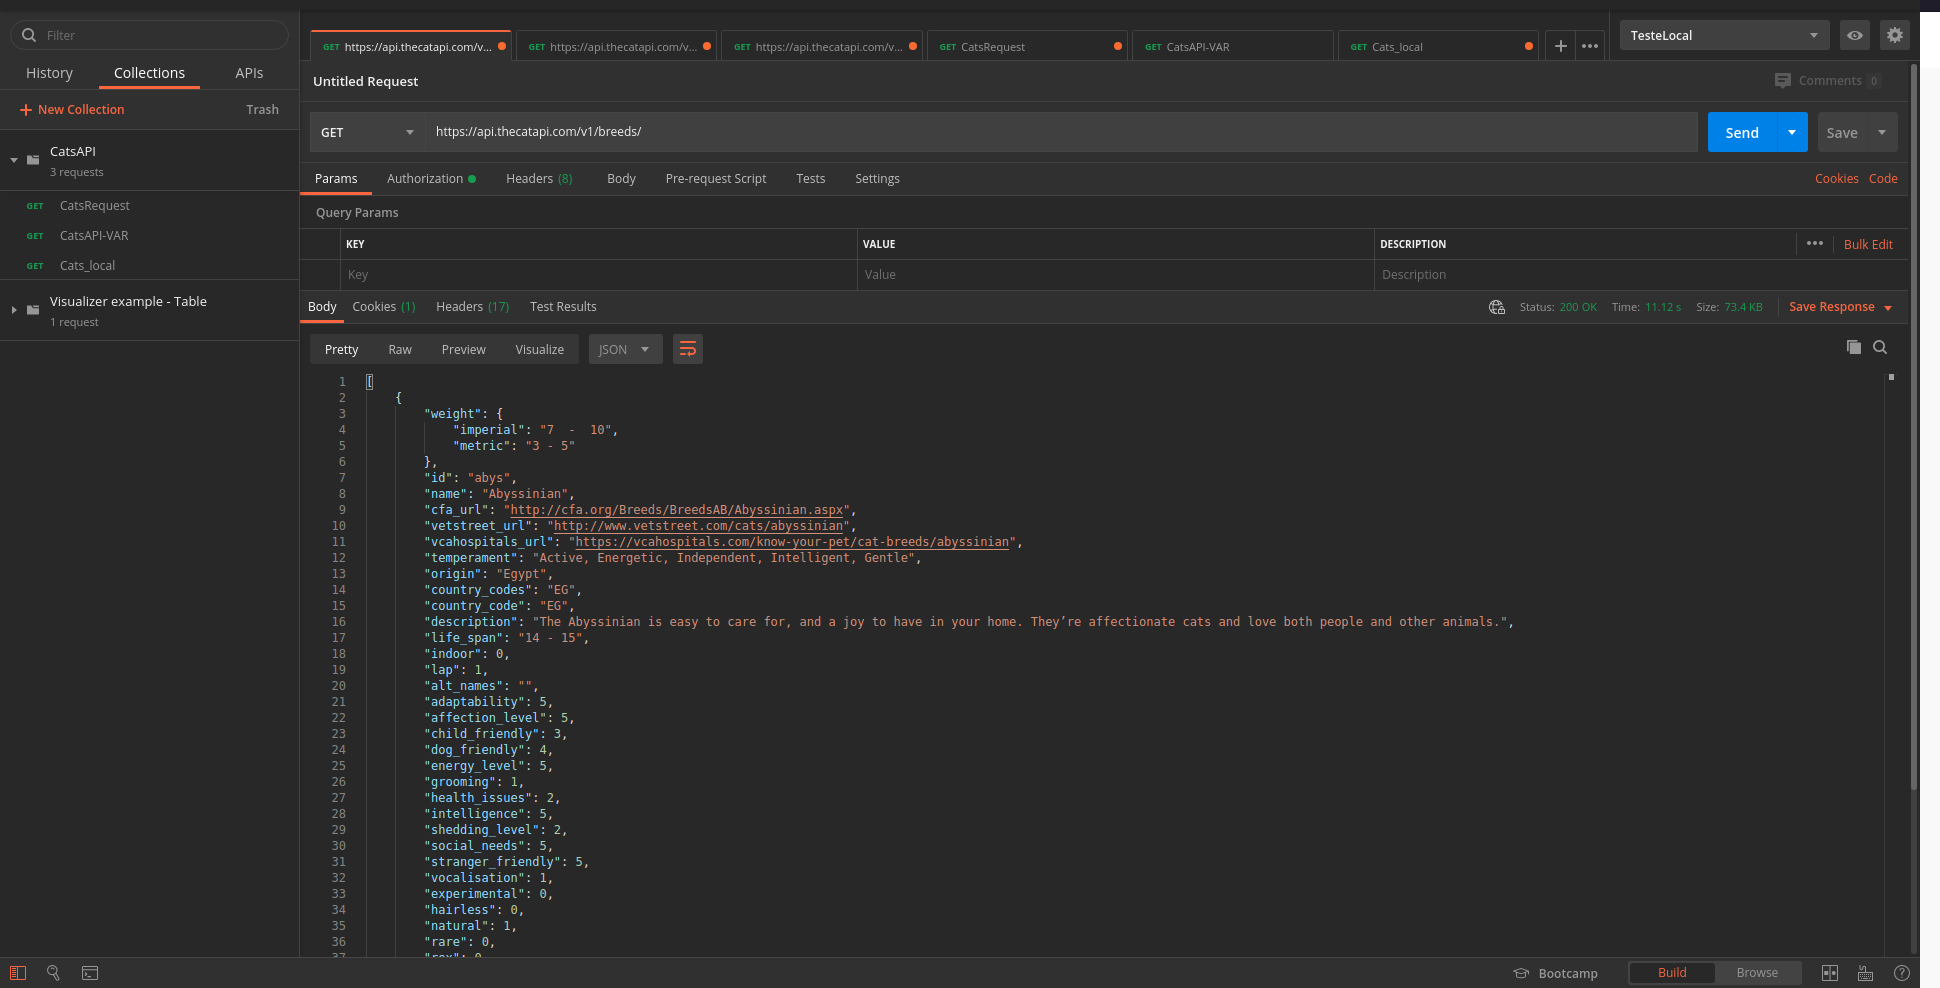 Filter
History Collections APIs
+ New Collection Trash
CatsAPI
3 requests
GET CatsRequest
GET CatsAPI-VAR
GET Cats_local
Visualizer example - Table
1 request
GET https://api.thecatapi.com/v... GET https://api.thecatapi.com/v... GET https://api.thecatapi.com/v... GET CatsRequest GET CatsAPI-VAR GET Cats_local + ••• TesteLocal
Untitled Request Comments 0
GET https://api.thecatapi.com/v1/breeds/ Send Save
Params Authorization Headers (8) Body Pre-request Script Tests Settings Cookies Code
Query Params
KEY VALUE DESCRIPTION ••• Bulk Edit
Key Value Description
Body Cookies (1) Headers (17) Test Results Status: 200 OK Time: 11.12 s Size: 73.4 KB Save Response
Pretty Raw Preview Visualize JSON
1 [
2 {
3 "weight": {
4 "imperial": "7  -  10",
5 "metric": "3 - 5"
6 },
7 "id": "abys",
8 "name": "Abyssinian",
9 "cfa_url": "http://cfa.org/Breeds/BreedsAB/Abyssinian.aspx",
10 "vetstreet_url": "http://www.vetstreet.com/cats/abyssinian",
11 "vcahospitals_url": "https://vcahospitals.com/know-your-pet/cat-breeds/abyssinian",
12 "temperament": "Active, Energetic, Independent, Intelligent, Gentle",
13 "origin": "Egypt",
14 "country_codes": "EG",
15 "country_code": "EG",
16 "description": "The Abyssinian is easy to care for, and a joy to have in your home. They’re affectionate cats and love both people and other animals.",
17 "life_span": "14 - 15",
18 "indoor": 0,
19 "lap": 1,
20 "alt_names": "",
21 "adaptability": 5,
22 "affection_level": 5,
23 "child_friendly": 3,
24 "dog_friendly": 4,
25 "energy_level": 5,
26 "grooming": 1,
27 "health_issues": 2,
28 "intelligence": 5,
29 "shedding_level": 2,
30 "social_needs": 5,
31 "stranger_friendly": 5,
32 "vocalisation": 1,
33 "experimental": 0,
34 "hairless": 0,
35 "natural": 1,
36 "rare": 0,
37 "rex": 0,
Bootcamp Build Browse